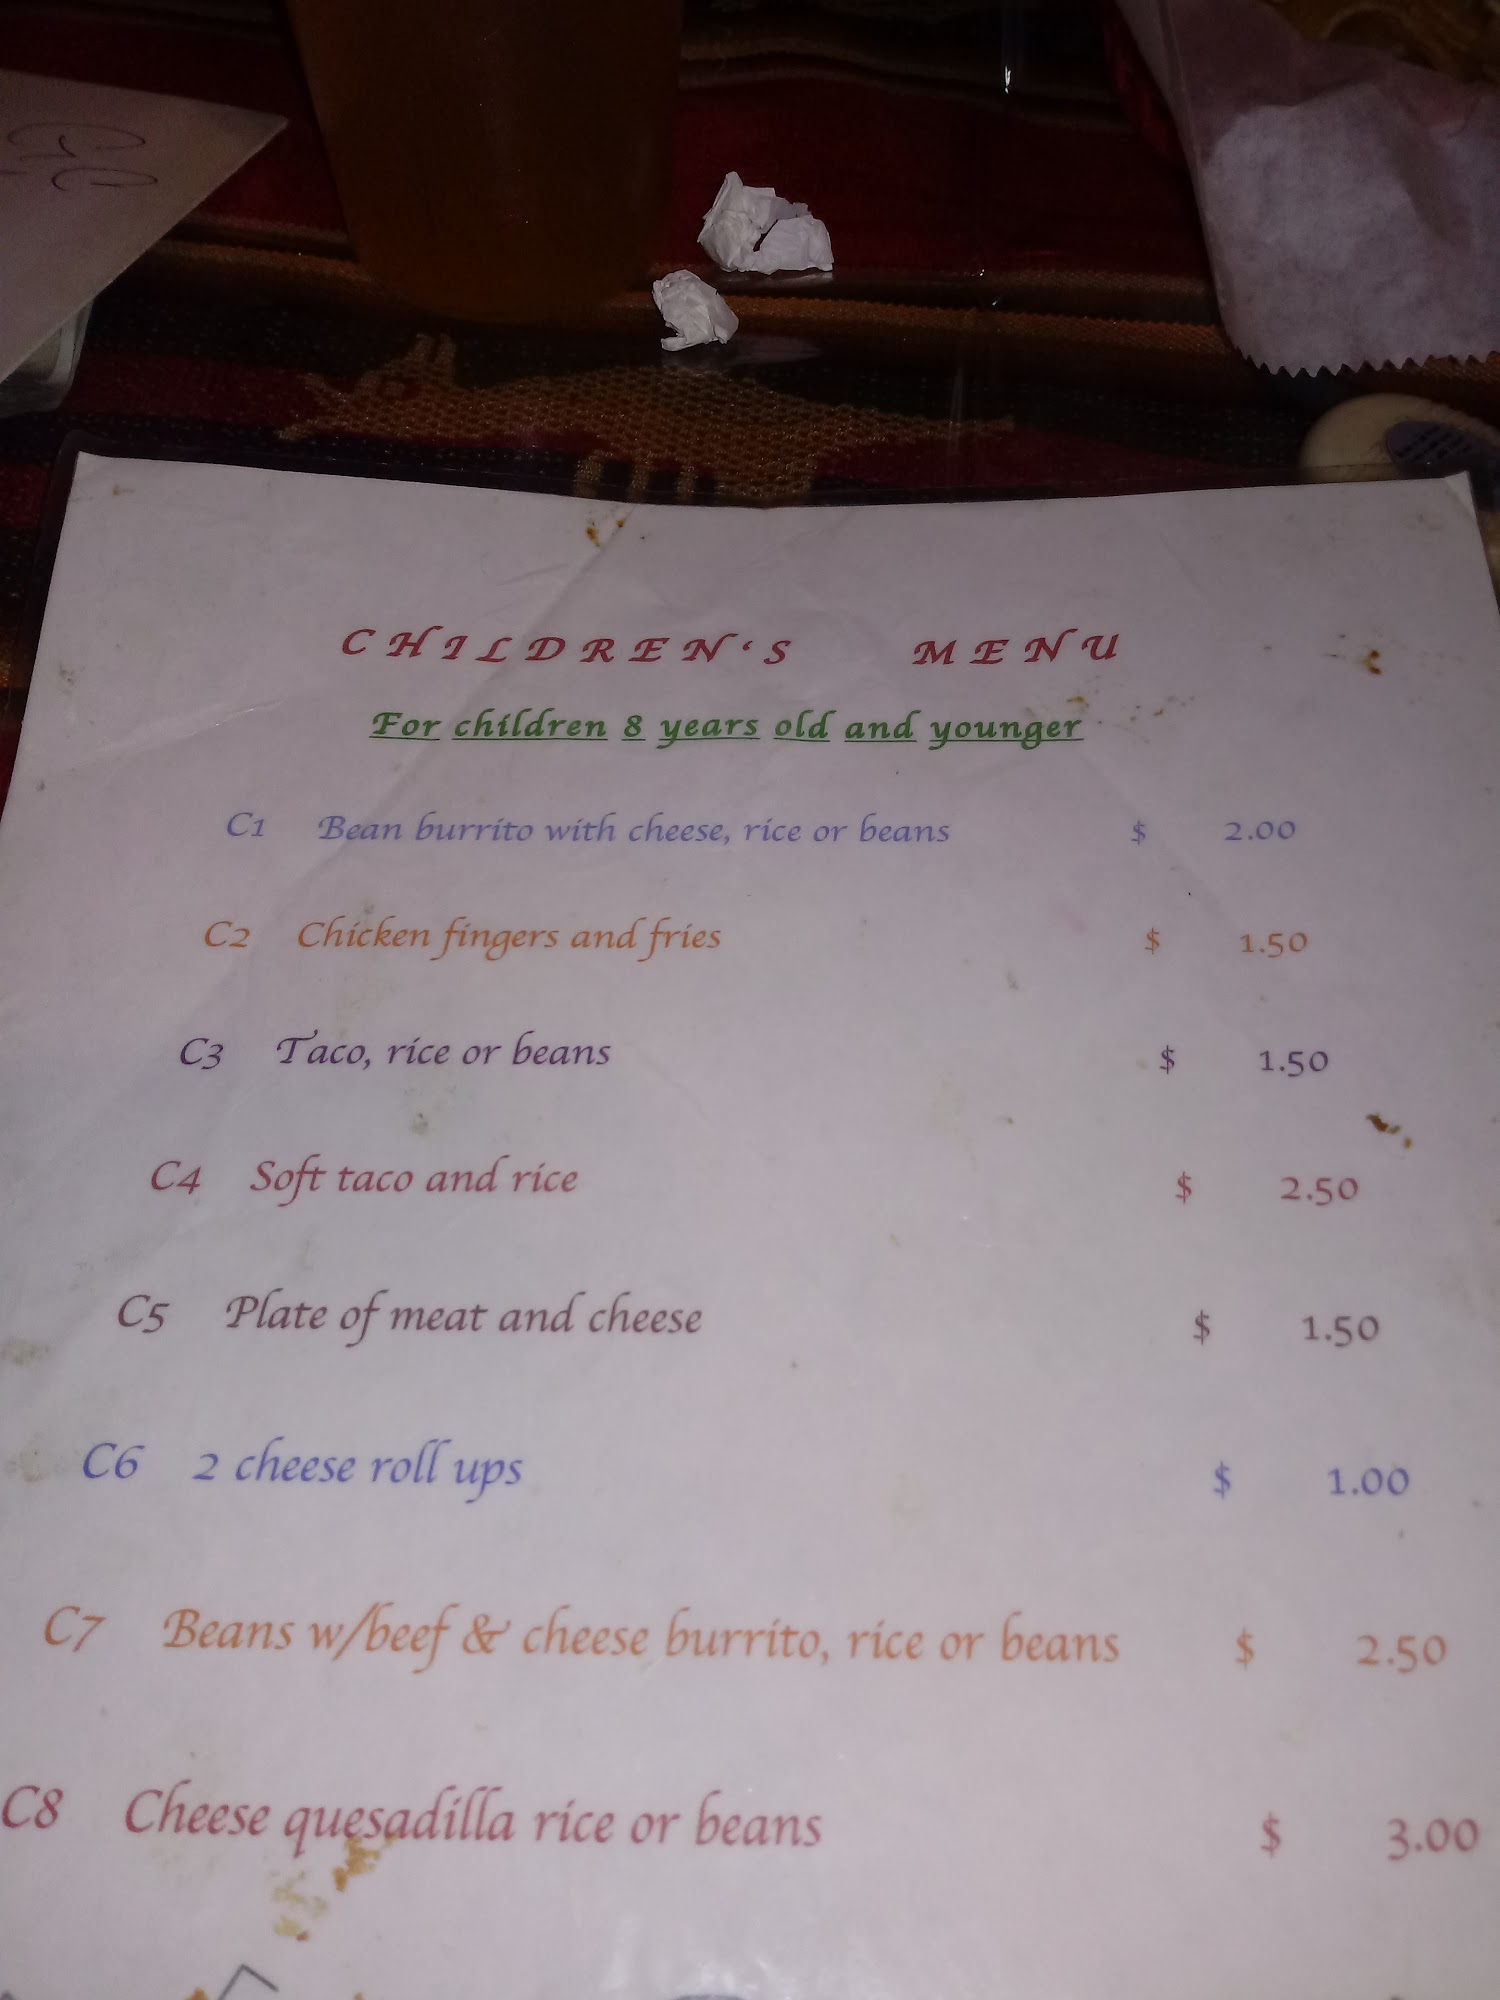 CHILDREN‘S MENU
For children 8 years old and younger
C1 Bean burrito with cheese, rice or beans $ 2.00
C2 Chicken fingers and fries $ 1.50
C3 Taco, rice or beans $ 1.50
C4 Soft taco and rice $ 2.50
C5 Plate of meat and cheese $ 1.50
C6 2 cheese roll ups $ 1.00
C7 Beans w/beef & cheese burrito, rice or beans $ 2.50
C8 Cheese quesadilla rice or beans $ 3.00